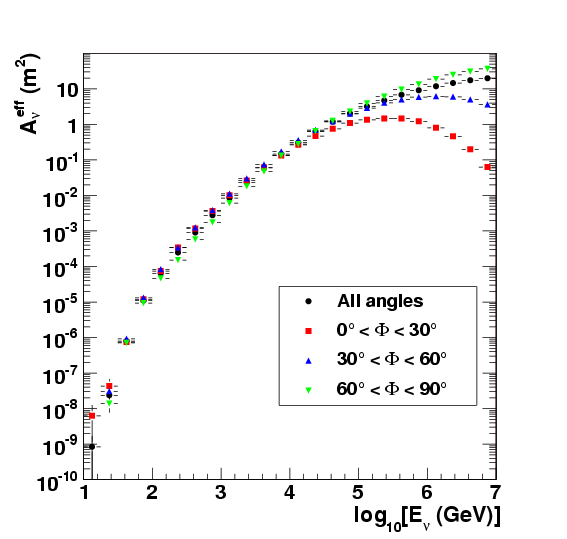 A_ν^eff (m²)
10
1
10⁻¹
10⁻²
10⁻³
10⁻⁴
10⁻⁵
10⁻⁶
10⁻⁷
10⁻⁸
10⁻⁹
10⁻¹⁰
All angles
0° < Φ < 30°
30° < Φ < 60°
60° < Φ < 90°
1 2 3 4 5 6 7
log₁₀[E_ν (GeV)]